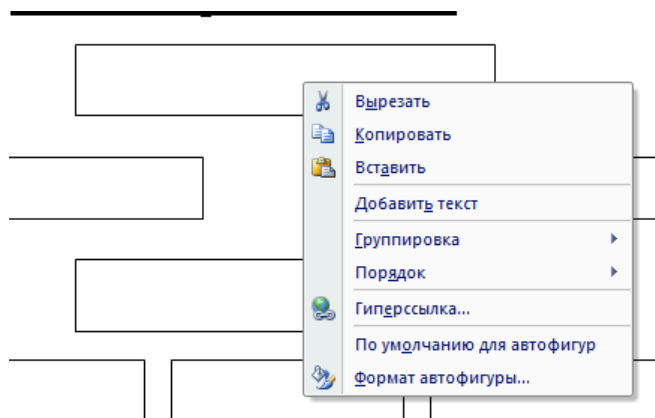 Вырезать
Копировать
Вставить
Добавить текст
Группировка
Порядок
Гиперссылка...
По умолчанию для автофигур
Формат автофигуры...